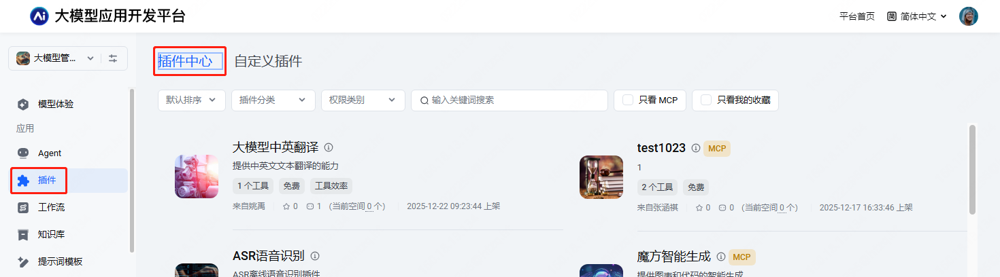 Ai 大模型应用开发平台
平台首页 简 简体中文
大模型管...
插件中心 自定义插件
默认排序 插件分类 权限类别 输入关键词搜索 只看 MCP 只看我的收藏
模型体验
应用
Agent
插件
工作流
知识库
提示词模板
大模型中英翻译
提供中英文文本翻译的能力
1 个工具 免费 工具效率
来自姚禹 0 1 (当前空间 0 个) 2025-12-22 09:23:44 上架
test1023 MCP
1
2 个工具 免费
来自张涵祺 0 0 (当前空间 0 个) 2025-12-17 16:33:46 上架
ASR语音识别
ASR离线语音识别插件
魔方智能生成 MCP
提供图表和代码的智能生成